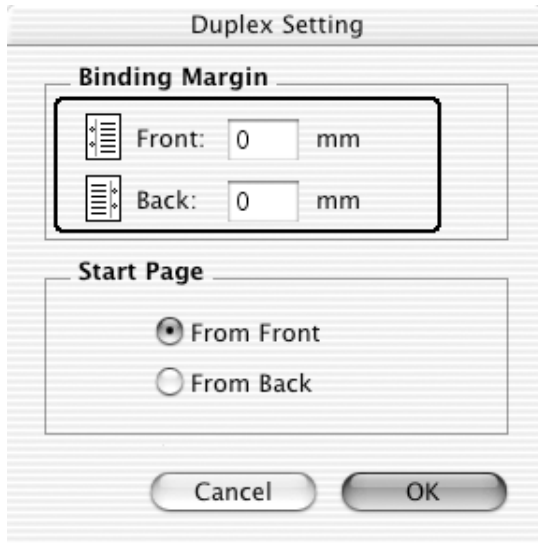 Duplex Setting
Binding Margin
Front: 0 mm
Back: 0 mm
Start Page
From Front
From Back
Cancel OK